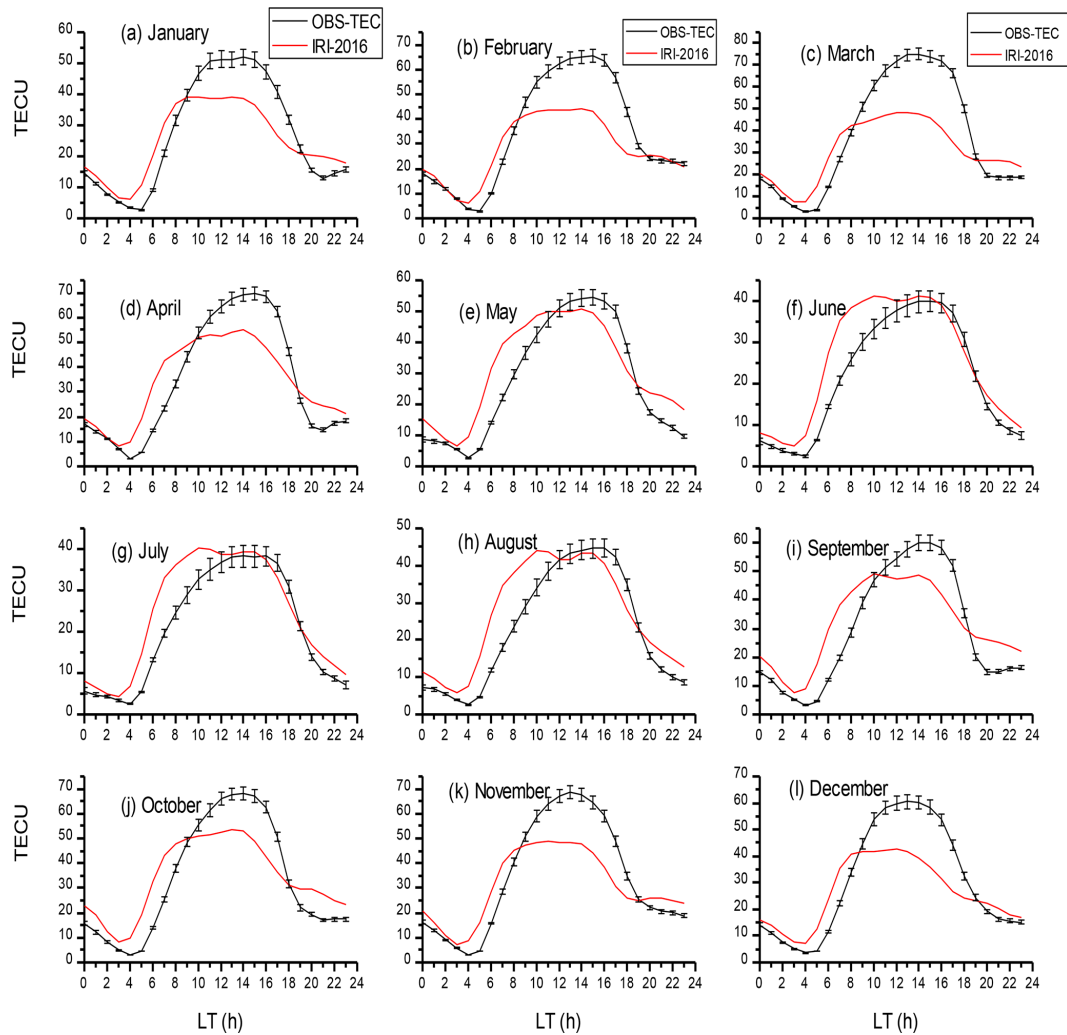 OBS-TEC
IRI-2016
OBS-TEC
IRI-2016
OBS-TEC
IRI-2016
(a) January
(b) February
(c) March
TECU
60
50
40
30
20
10
0
0 2 4 6 8 10 12 14 16 18 20 22 24
70
60
50
40
30
20
10
0
0 2 4 6 8 10 12 14 16 18 20 22 24
80
70
60
50
40
30
20
10
0
0 2 4 6 8 10 12 14 16 18 20 22 24
(d) April
(e) May
(f) June
TECU
70
60
50
40
30
20
10
0
0 2 4 6 8 10 12 14 16 18 20 22 24
60
50
40
30
20
10
0
0 2 4 6 8 10 12 14 16 18 20 22 24
40
30
20
10
0
0 2 4 6 8 10 12 14 16 18 20 22 24
(g) July
(h) August
(i) September
TECU
40
30
20
10
0
0 2 4 6 8 10 12 14 16 18 20 22 24
50
40
30
20
10
0
0 2 4 6 8 10 12 14 16 18 20 22 24
60
50
40
30
20
10
0
0 2 4 6 8 10 12 14 16 18 20 22 24
(j) October
(k) November
(l) December
TECU
70
60
50
40
30
20
10
0
0 2 4 6 8 10 12 14 16 18 20 22 24
70
60
50
40
30
20
10
0
0 2 4 6 8 10 12 14 16 18 20 22 24
70
60
50
40
30
20
10
0
0 2 4 6 8 10 12 14 16 18 20 22 24
LT (h)
LT (h)
LT (h)